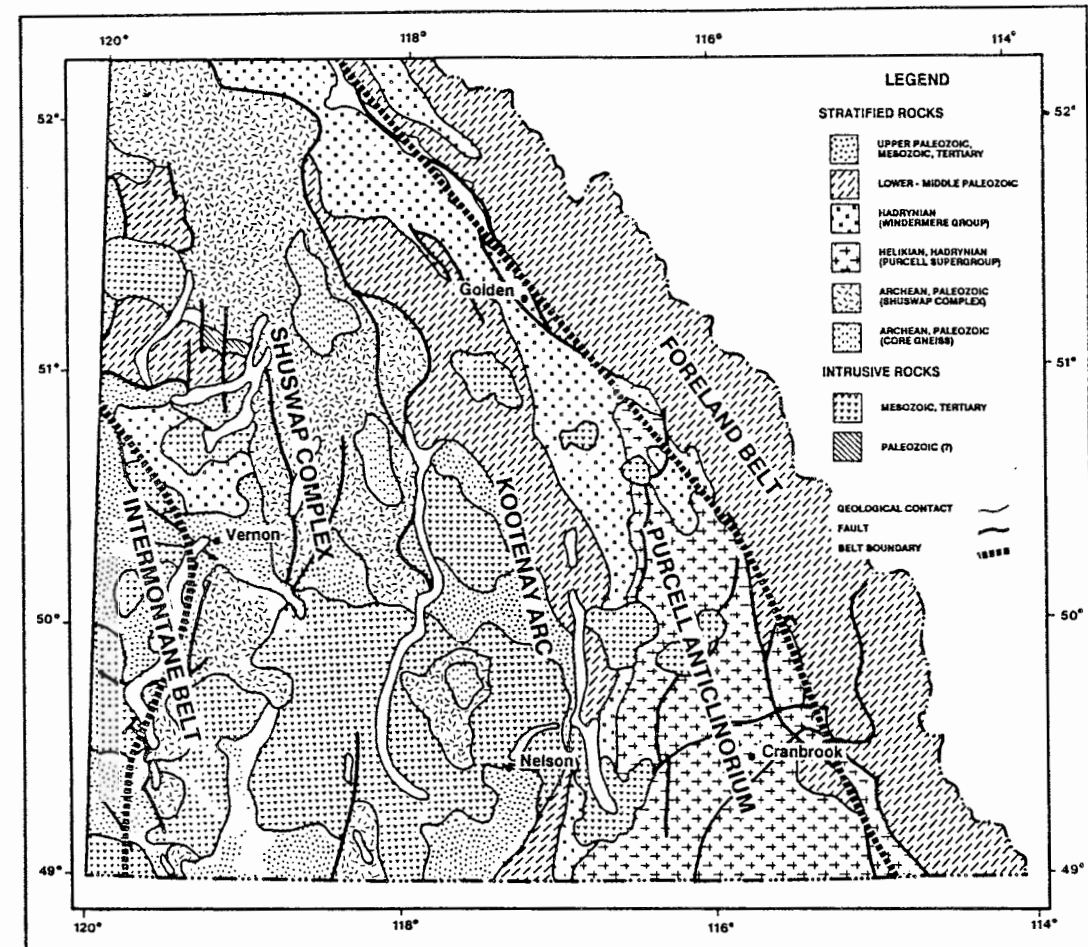 120°
118°
116°
114°
52°
51°
50°
49°
52°
51°
50°
49°
120°
118°
116°
114°
LEGEND
STRATIFIED ROCKS
UPPER PALEOZOIC,
MESOZOIC, TERTIARY
LOWER - MIDDLE PALEOZOIC
HADRYNIAN
(WINDERMERE GROUP)
HELIKIAN, HADRYNIAN
(PURCELL SUPERGROUP)
ARCHEAN, PALEOZOIC
(SHUSWAP COMPLEX)
ARCHEAN, PALEOZOIC
(CORE GNEISS)
INTRUSIVE ROCKS
MESOZOIC, TERTIARY
PALEOZOIC (?)
GEOLOGICAL CONTACT
FAULT
BELT BOUNDARY
Golden
SHUSWAP COMPLEX
FORELAND BELT
KOOTENAY ARC
INTERMONTANE BELT
Vernon
PURCELL ANTICLINORIUM
Nelson
Cranbrook